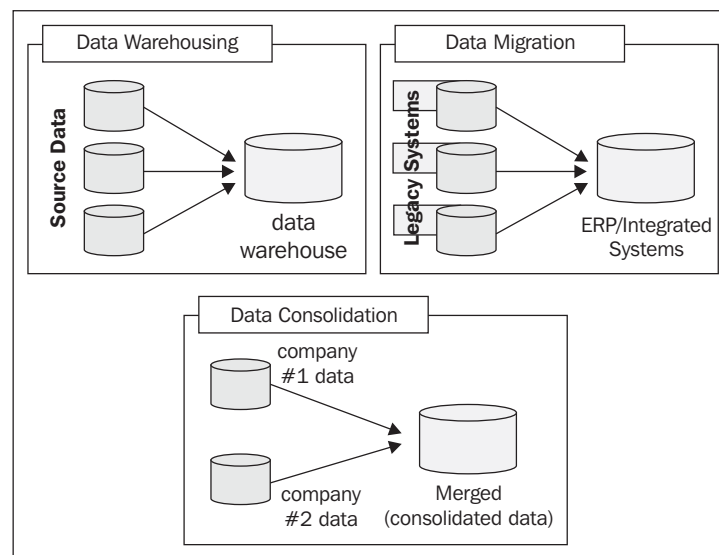 Data Warehousing
Source Data
data
warehouse
Data Migration
Legacy Systems
ERP/Integrated
Systems
Data Consolidation
company
#1 data
company
#2 data
Merged
(consolidated data)